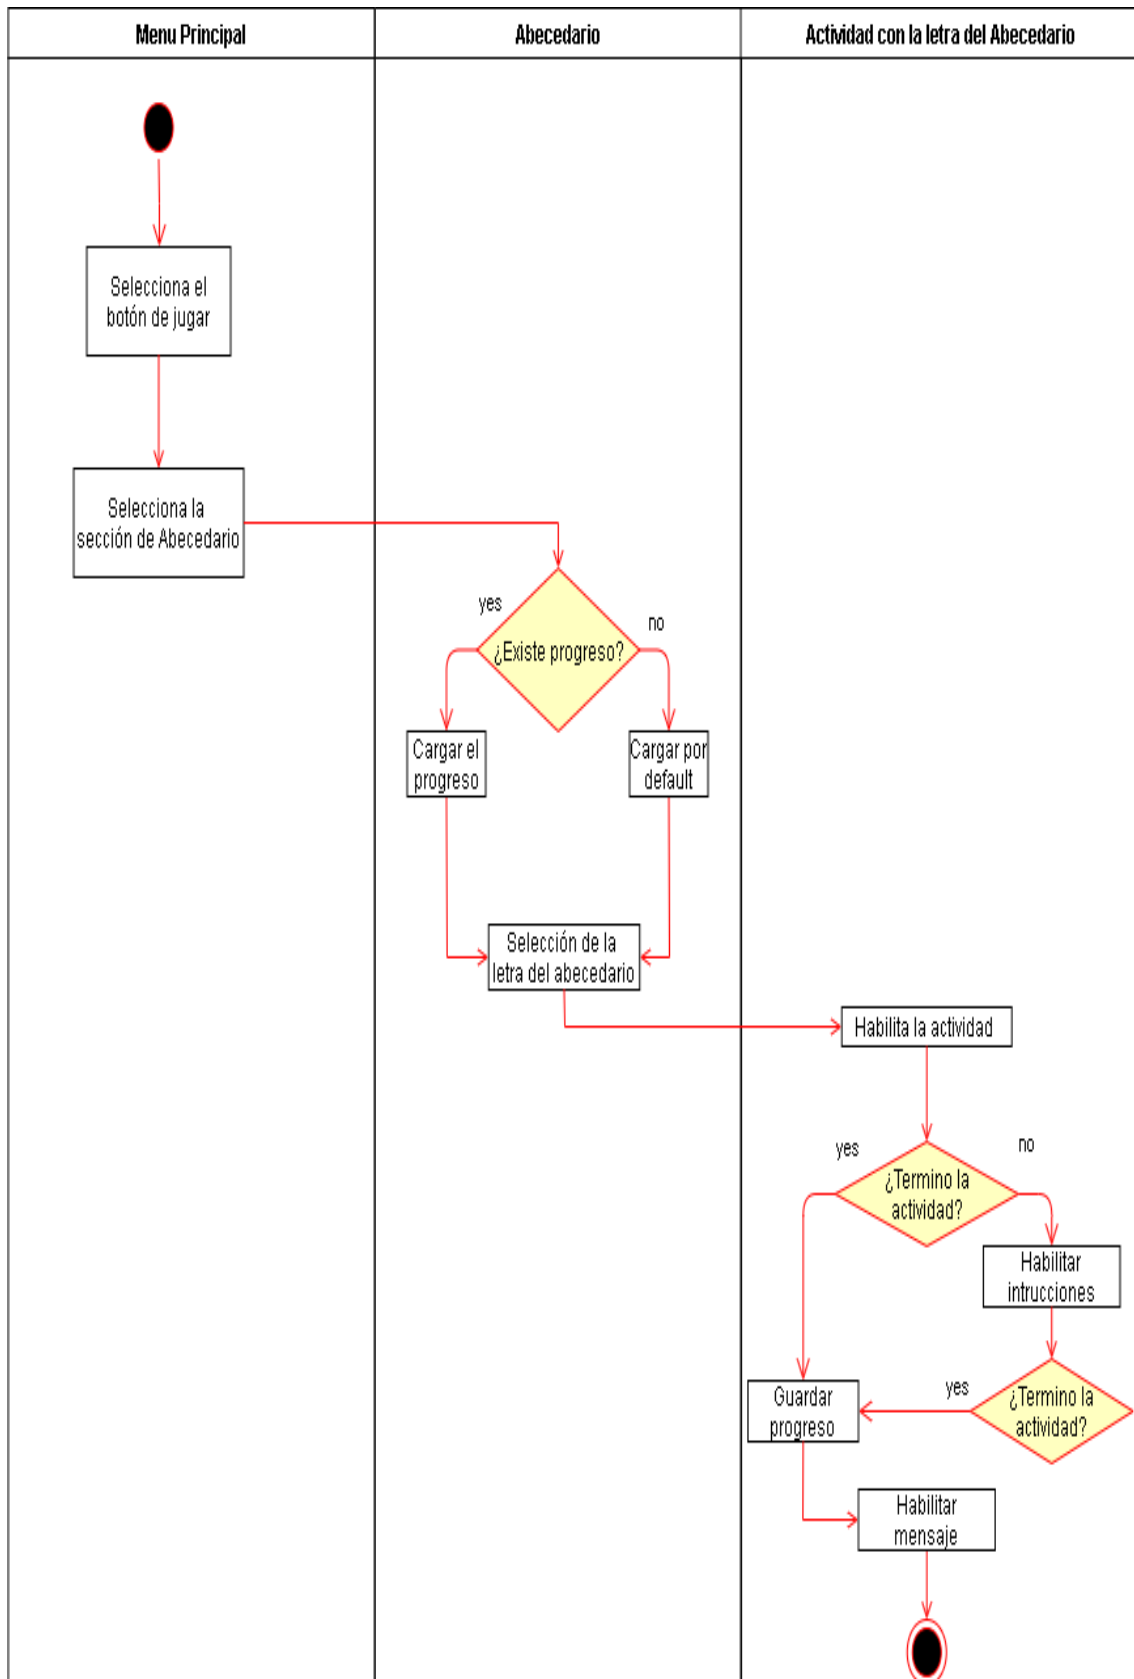 Menu Principal
Abecedario
Actividad con la letra del Abecedario
Selecciona el
botón de jugar
Selecciona la
sección de Abecedario
yes
no
¿Existe progreso?
Cargar el
progreso
Cargar por
default
Selección de la
letra del abecedario
Habilita la actividad
yes
no
¿Termino la
actividad?
Habilitar
intrucciones
yes
¿Termino la
actividad?
Guardar
progreso
Habilitar
mensaje